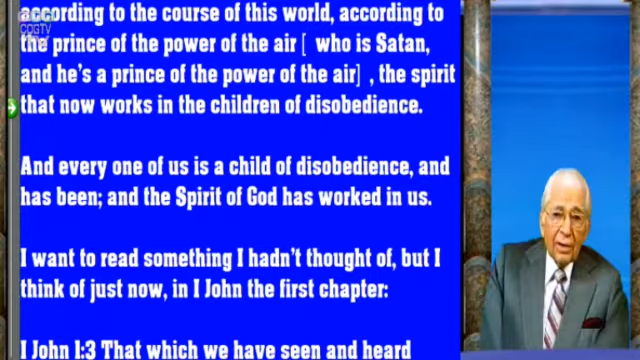 according to the course of this world, according to
the prince of the power of the air [ who is Satan,
and he's a prince of the power of the air] , the spirit
that now works in the children of disobedience.
And every one of us is a child of disobedience, and
has been; and the Spirit of God has worked in us.
I want to read something I hadn't thought of, but I
think of just now, in I John the first chapter:
I John 1:3 That which we have seen and heard